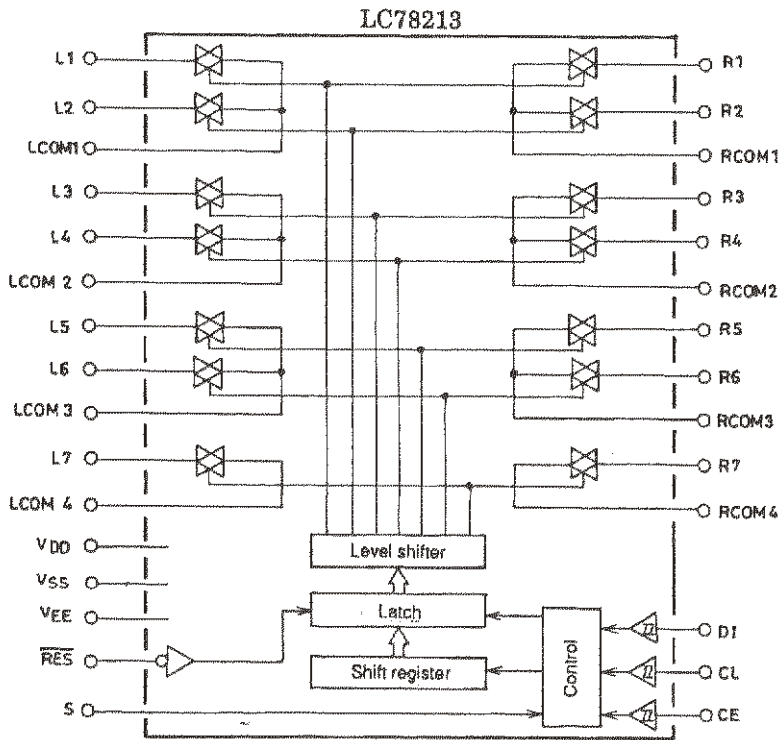 LC78213
L1
R1
L2
R2
LCOM1
RCOM1
L3
R3
L4
R4
LCOM 2
RCOM2
L5
R5
L6
R6
LCOM 3
RCOM3
L7
R7
LCOM 4
RCOM4
VDD
Level shifter
VSS
VEE
Latch
DI
RES
Shift register
Control
CL
S
CE